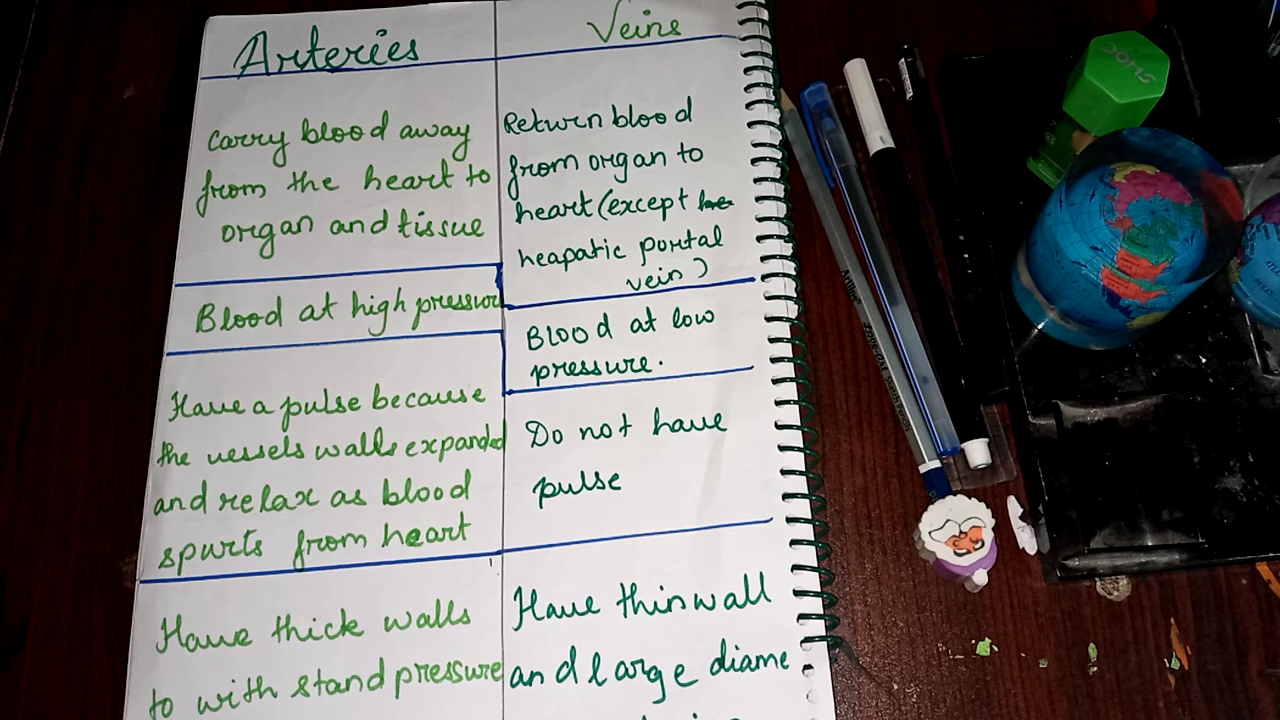 Arteries
Veins
Carry blood away
from the heart to
organ and tissue
Return blood
from organ to
heart (except
heapatic portal
vein)
Blood at high pressure
Blood at low
pressure.
Have a pulse because
the vessels walls expanded
and relax as blood
spurts from heart
Do not have
pulse
Have thick walls
to with stand pressure
Have thin wall
and large diame